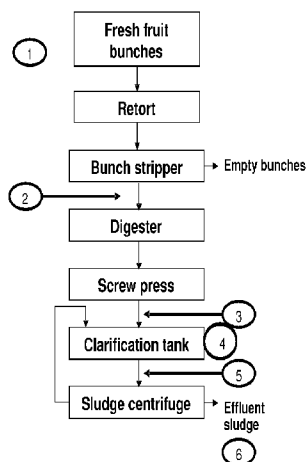 Fresh fruit
bunches
1
Retort
Bunch stripper
Empty bunches
2
Digester
Screw press
3
Clarification tank
4
5
Sludge centrifuge
Effluent
sludge
6